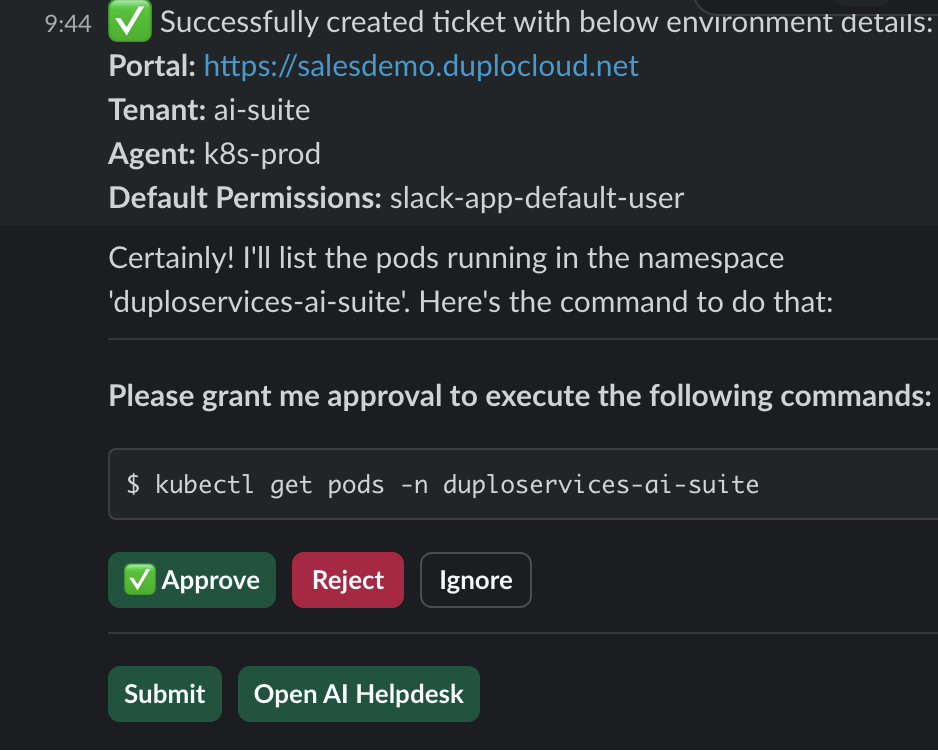 9:44 ✅ Successfully created ticket with below environment details:
Portal: https://salesdemo.duplocloud.net
Tenant: ai-suite
Agent: k8s-prod
Default Permissions: slack-app-default-user
Certainly! I'll list the pods running in the namespace
'duploservices-ai-suite'. Here's the command to do that:
Please grant me approval to execute the following commands:
$ kubectl get pods -n duploservices-ai-suite
✅ Approve Reject Ignore
Submit Open AI Helpdesk